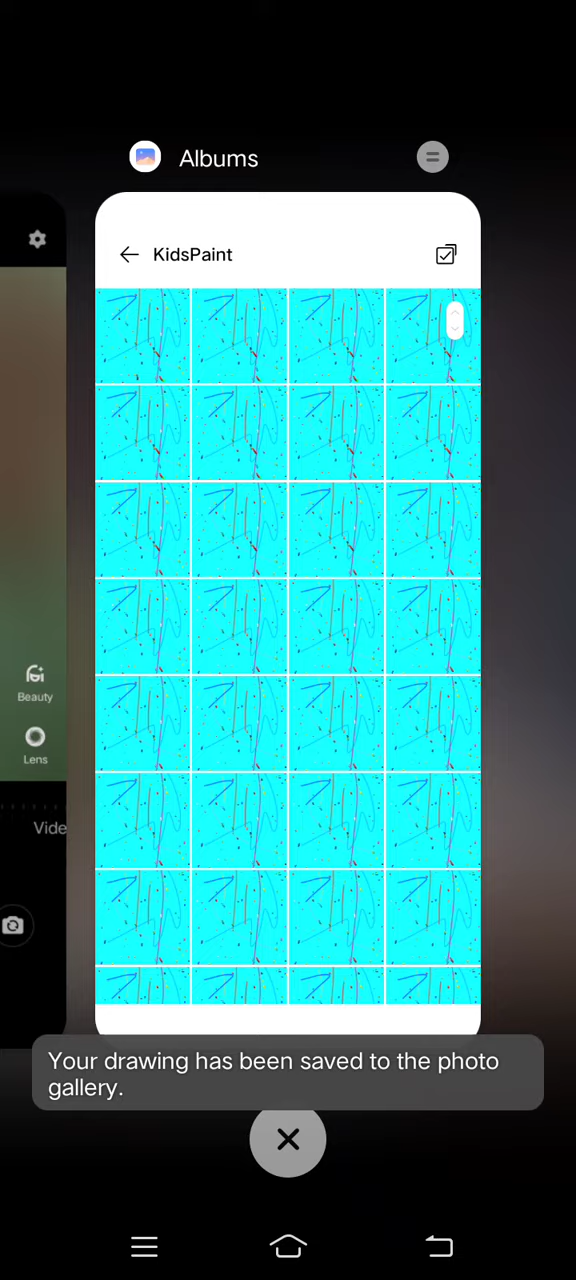 Albums
KidsPaint
Beauty
Lens
Vide
Your drawing has been saved to the photo
gallery.